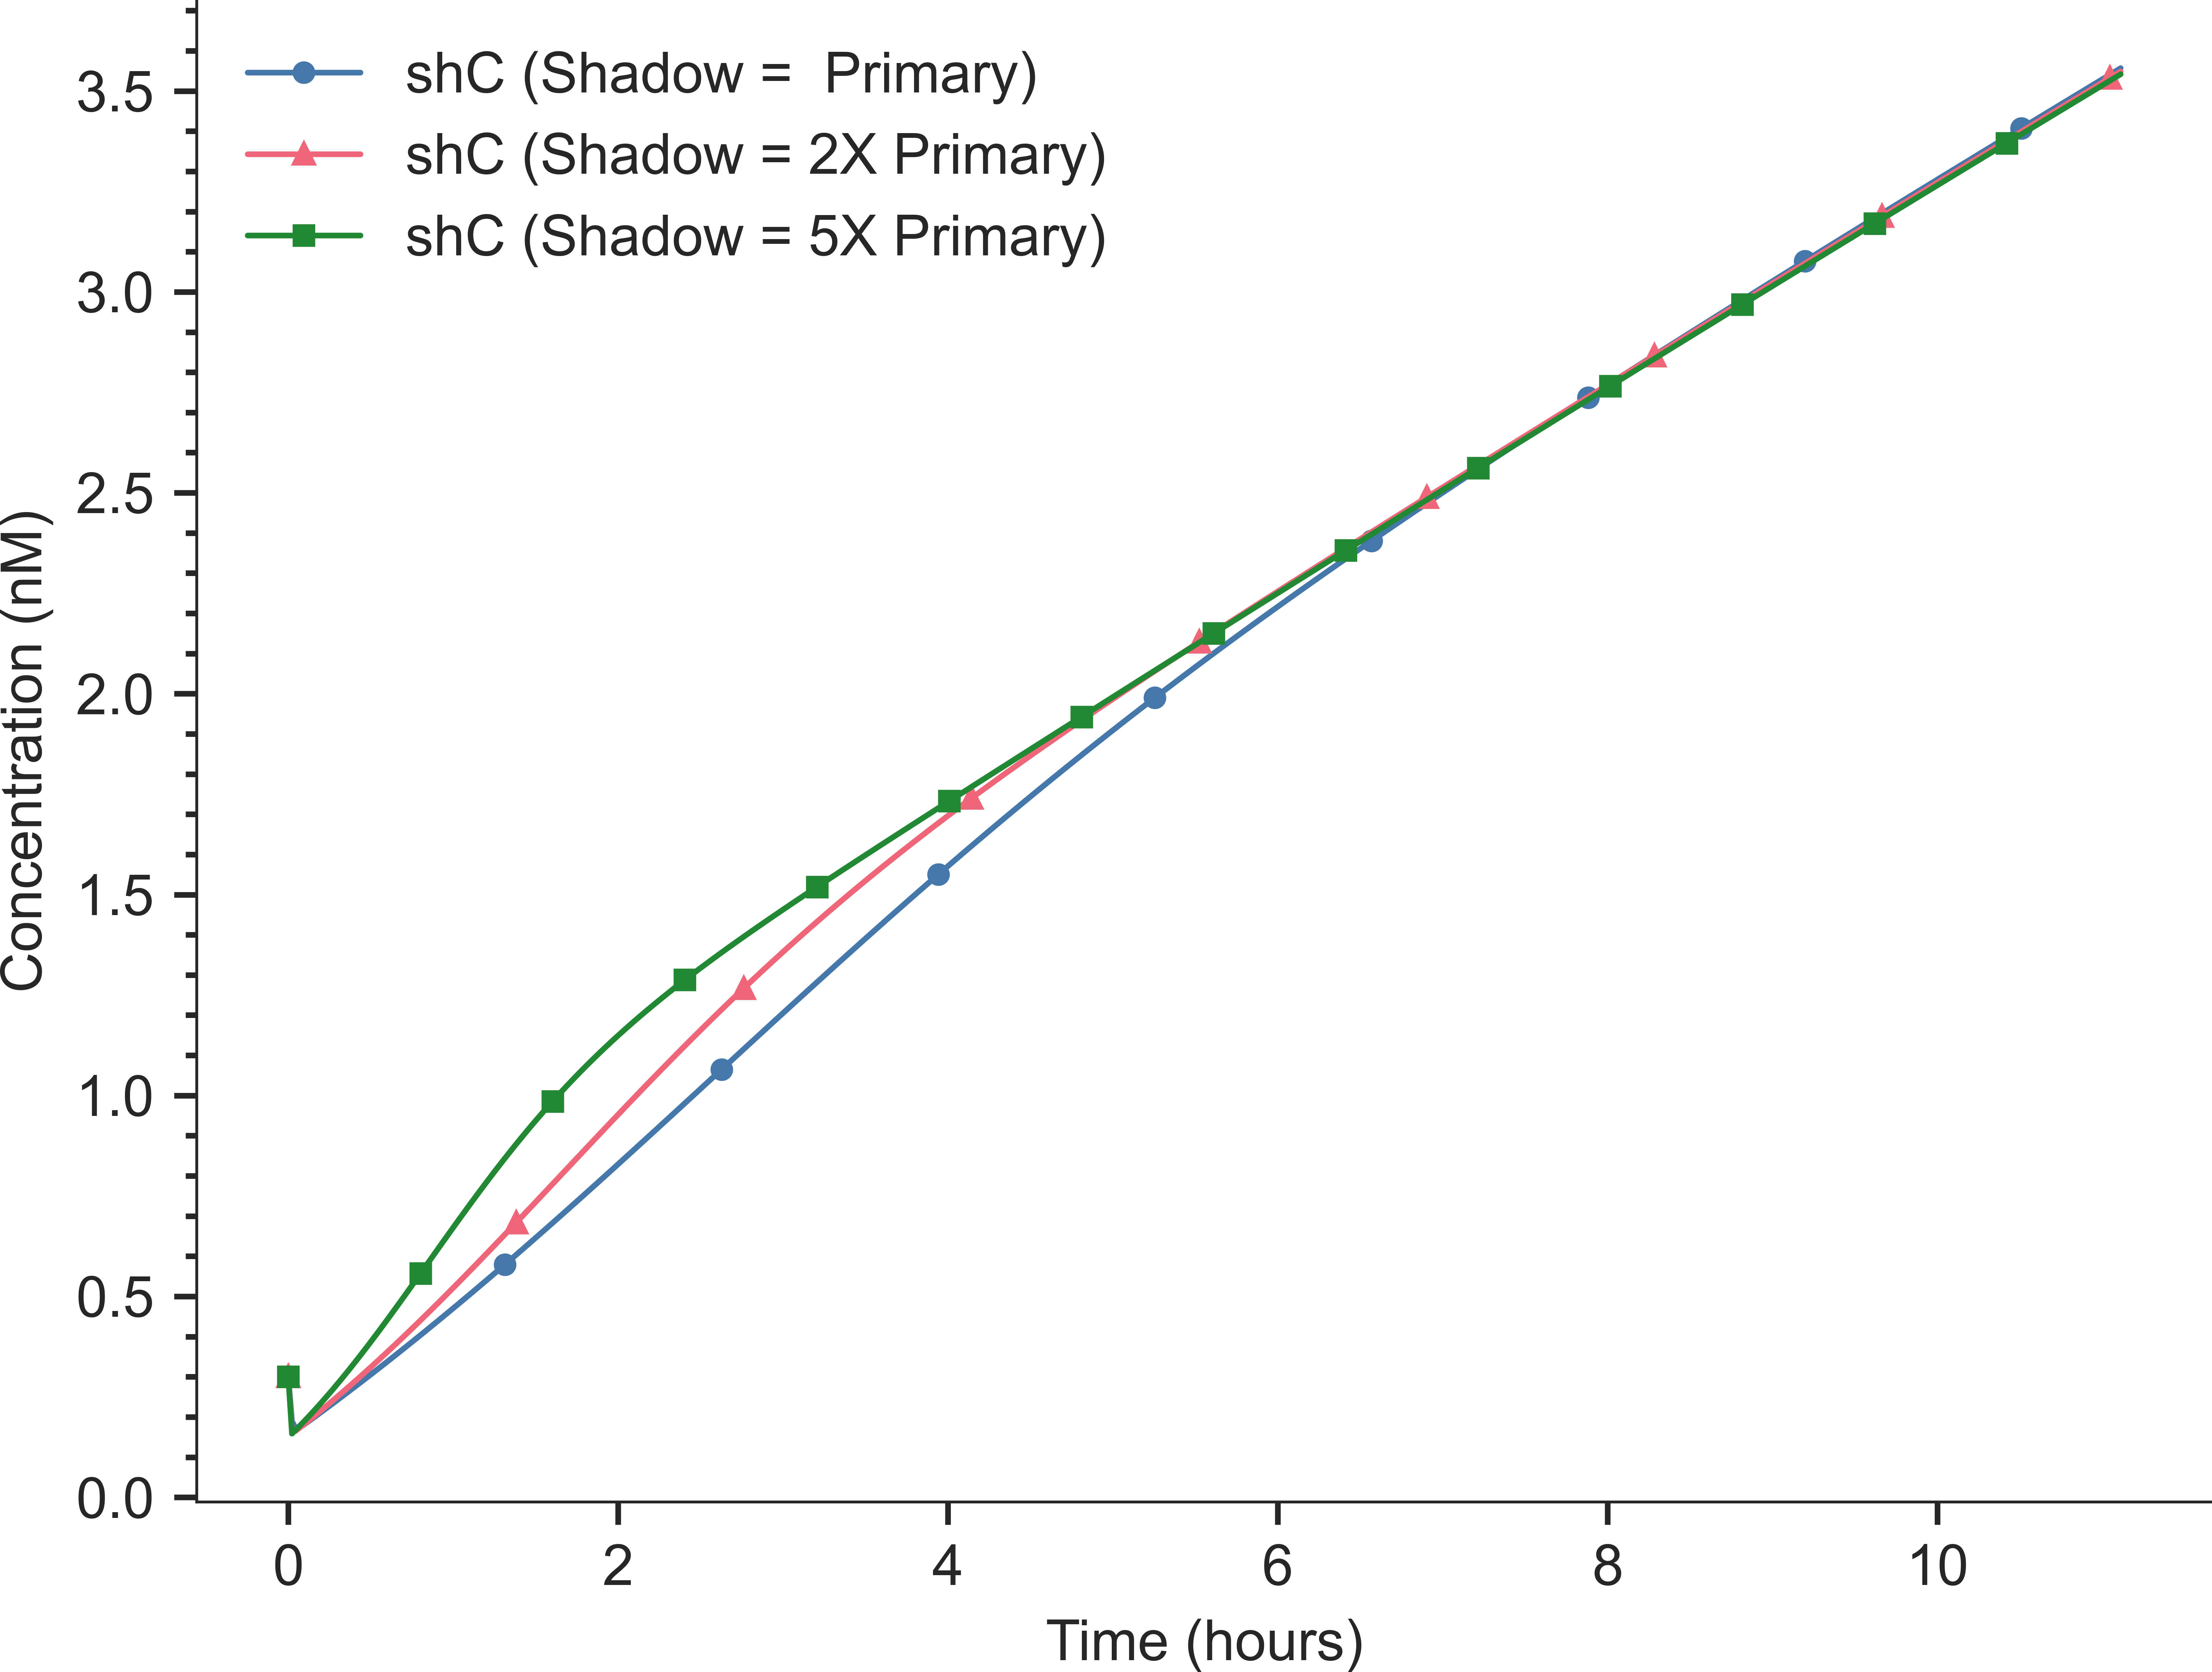 shC (Shadow =  Primary)
shC (Shadow = 2X Primary)
shC (Shadow = 5X Primary)
Concentration (nM)
3.5
3.0
2.5
2.0
1.5
1.0
0.5
0.0
0 2 4 6 8 10
Time (hours)